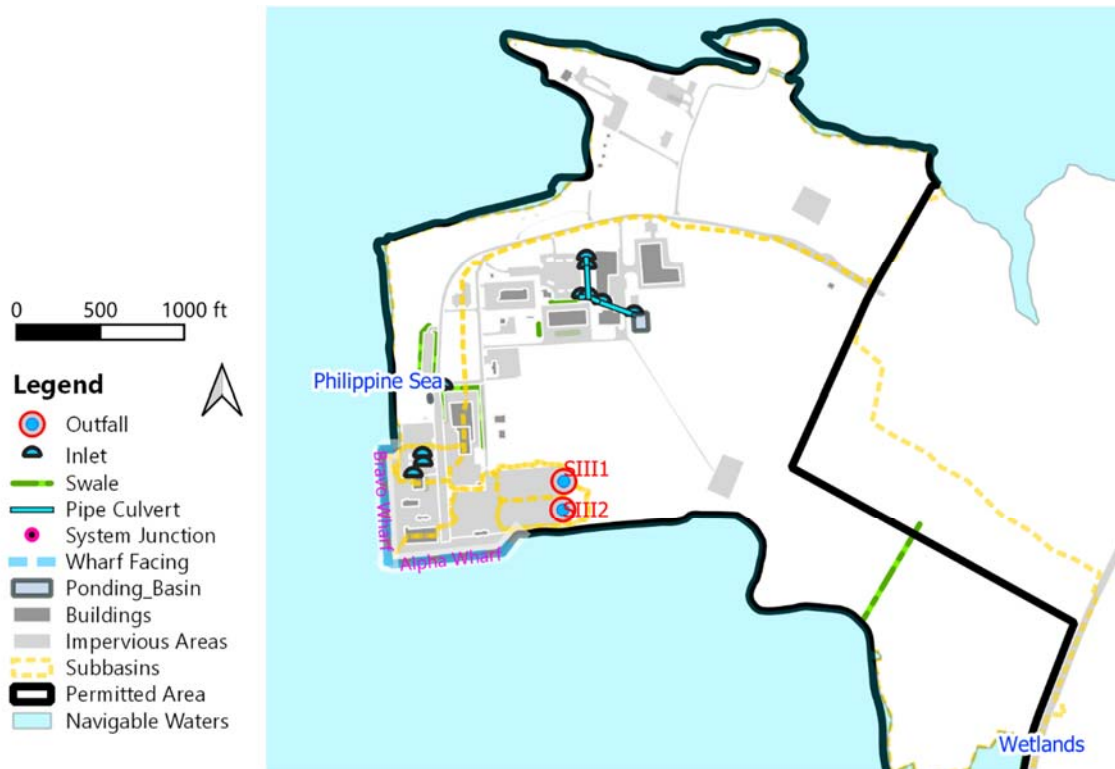 0 500 1000 ft
Legend
Outfall
Inlet
Swale
Pipe Culvert
System Junction
Wharf Facing
Ponding_Basin
Buildings
Impervious Areas
Subbasins
Permitted Area
Navigable Waters
Philippine Sea
Bravo Wharf
SIII1
SIII2
Alpha Wharf
Wetlands